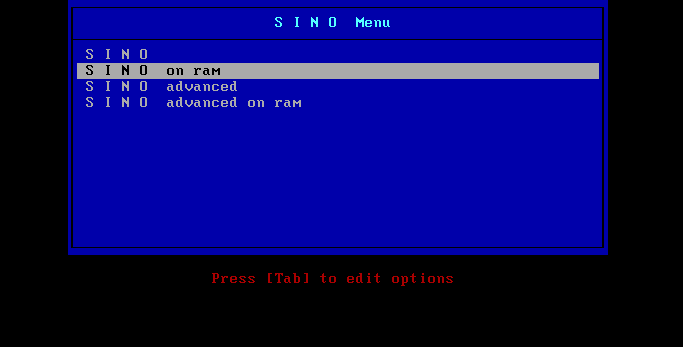 S I N O  Menu
S I N O
S I N O  on ram
S I N O  advanced
S I N O  advanced on ram
Press [Tab] to edit options